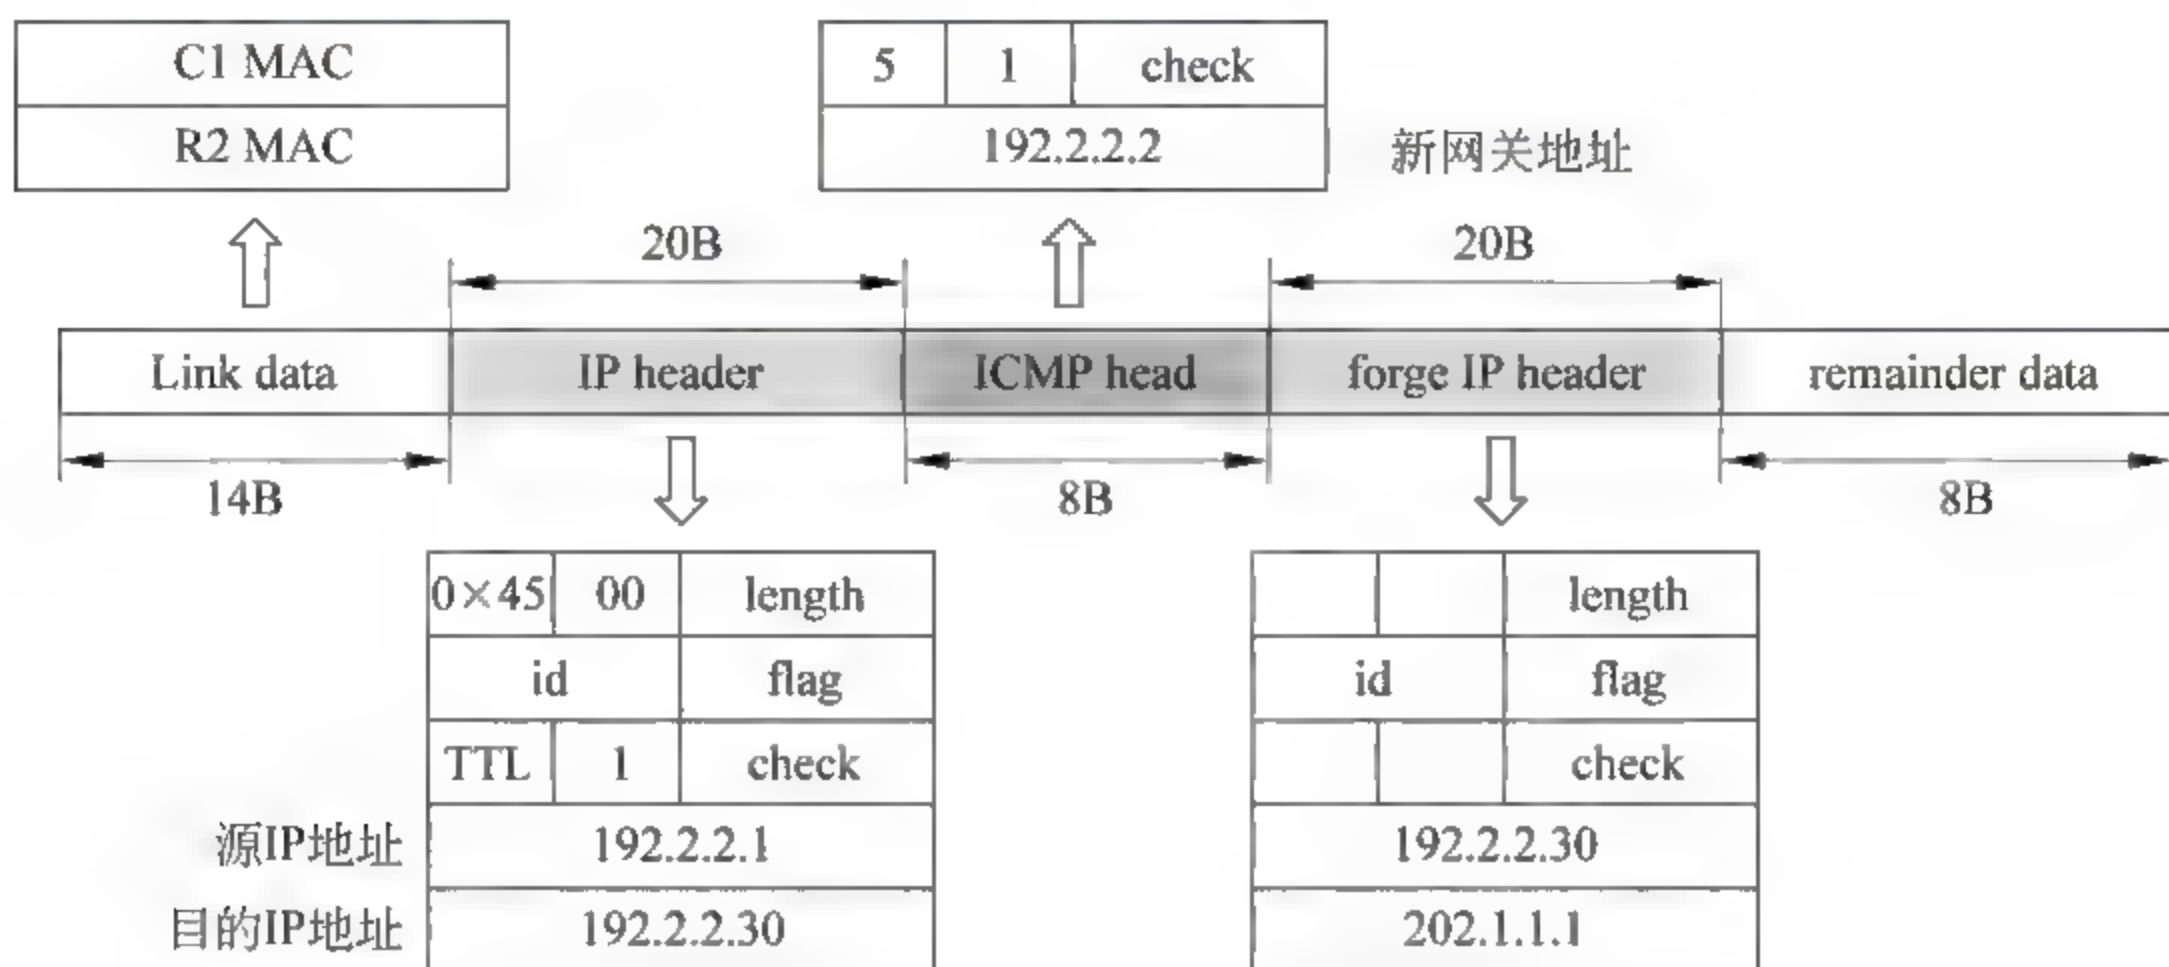 C1 MAC
R2 MAC
5 1 check
192.2.2.2 新网关地址
20B 20B
Link data IP header ICMP head forge IP header remainder data
14B 8B 8B
0×45 00 length
id flag
TTL 1 check
源IP地址 192.2.2.1
目的IP地址 192.2.2.30
length
id flag
check
192.2.2.30
202.1.1.1